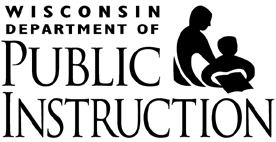 WISCONSIN
DEPARTMENT OF
PUBLIC
INSTRUCTION